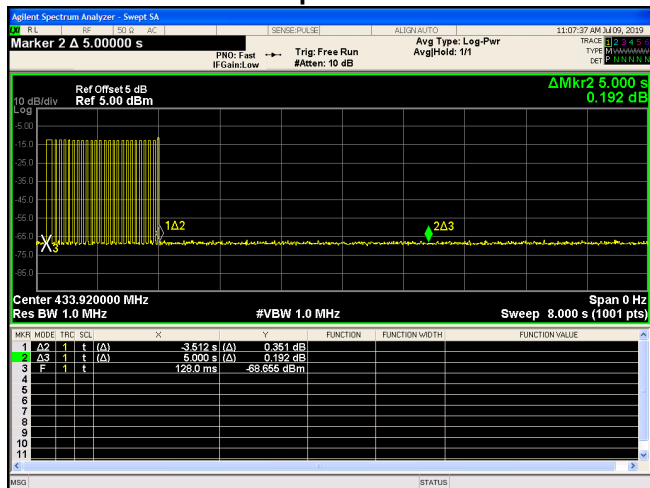 Agilent Spectrum Analyzer - Swept SA
RL RF 50 Ω AC SENSE:PULSE ALIGN AUTO 11:07:37 AM Jul 09, 2019
Marker 2 Δ 5.00000 s
PNO: Fast
IFGain:Low
Trig: Free Run
#Atten: 10 dB
Avg Type: Log-Pwr
Avg|Hold: 1/1
TRACE 1 2 3 4 5 6
TYPE M
DET P N N N N N
ΔMkr2 5.000 s
0.192 dB
Ref Offset 5 dB
10 dB/div Ref 5.00 dBm
Log
-5.00
-15.0
-25.0
-35.0
-45.0
-55.0
1Δ2
2Δ3
-65.0
X3
-75.0
-85.0
Center 433.920000 MHz Span 0 Hz
Res BW 1.0 MHz #VBW 1.0 MHz Sweep 8.000 s (1001 pts)
MKR MODE TRC SCL X Y FUNCTION FUNCTION WIDTH FUNCTION VALUE
1 Δ2 1 t (Δ) -3.512 s (Δ) 0.351 dB
2 Δ3 1 t (Δ) 5.000 s (Δ) 0.192 dB
3 F 1 t 128.0 ms -68.655 dBm
4
5
6
7
8
9
10
11
MSG STATUS